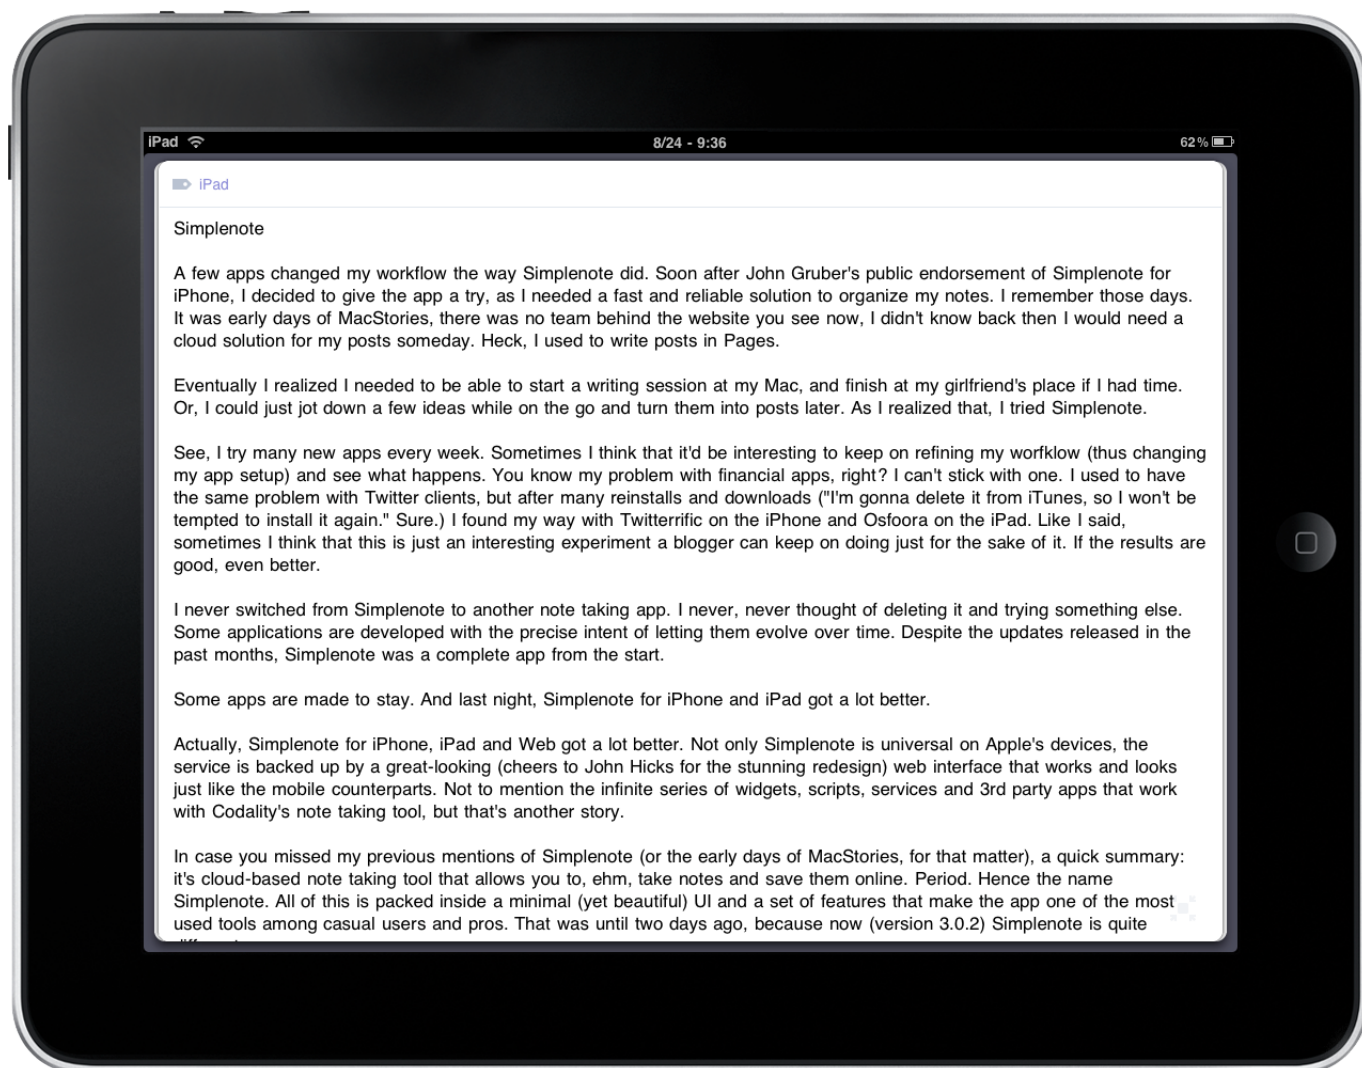 iPad
8/24 - 9:36
62%
iPad
Simplenote
A few apps changed my workflow the way Simplenote did. Soon after John Gruber's public endorsement of Simplenote for
iPhone, I decided to give the app a try, as I needed a fast and reliable solution to organize my notes. I remember those days.
It was early days of MacStories, there was no team behind the website you see now, I didn't know back then I would need a
cloud solution for my posts someday. Heck, I used to write posts in Pages.
Eventually I realized I needed to be able to start a writing session at my Mac, and finish at my girlfriend's place if I had time.
Or, I could just jot down a few ideas while on the go and turn them into posts later. As I realized that, I tried Simplenote.
See, I try many new apps every week. Sometimes I think that it'd be interesting to keep on refining my worfklow (thus changing
my app setup) and see what happens. You know my problem with financial apps, right? I can't stick with one. I used to have
the same problem with Twitter clients, but after many reinstalls and downloads ("I'm gonna delete it from iTunes, so I won't be
tempted to install it again." Sure.) I found my way with Twitterrific on the iPhone and Osfoora on the iPad. Like I said,
sometimes I think that this is just an interesting experiment a blogger can keep on doing just for the sake of it. If the results are
good, even better.
I never switched from Simplenote to another note taking app. I never, never thought of deleting it and trying something else.
Some applications are developed with the precise intent of letting them evolve over time. Despite the updates released in the
past months, Simplenote was a complete app from the start.
Some apps are made to stay. And last night, Simplenote for iPhone and iPad got a lot better.
Actually, Simplenote for iPhone, iPad and Web got a lot better. Not only Simplenote is universal on Apple's devices, the
service is backed up by a great-looking (cheers to John Hicks for the stunning redesign) web interface that works and looks
just like the mobile counterparts. Not to mention the infinite series of widgets, scripts, services and 3rd party apps that work
with Codality's note taking tool, but that's another story.
In case you missed my previous mentions of Simplenote (or the early days of MacStories, for that matter), a quick summary:
it's cloud-based note taking tool that allows you to, ehm, take notes and save them online. Period. Hence the name
Simplenote. All of this is packed inside a minimal (yet beautiful) UI and a set of features that make the app one of the most
used tools among casual users and pros. That was until two days ago, because now (version 3.0.2) Simplenote is quite